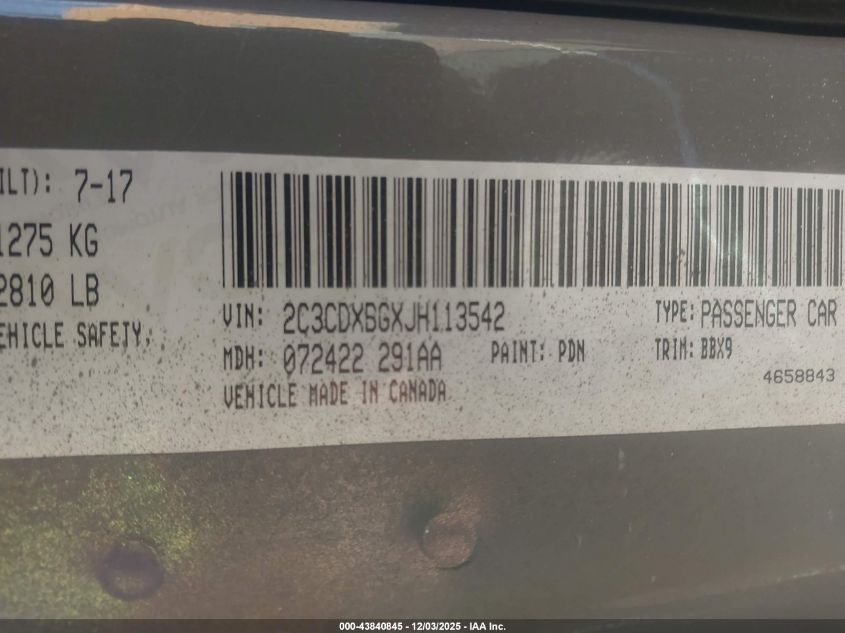 ILT): 7-17
1275 KG
2810 LB
EHICLE SAFETY,
VIN: 2C3CDXBGXJH113542
TYPE: PASSENGER CAR
MDH: 072422 291AA
PAINT: PDN
TRIM: BBX9
4658843
VEHICLE MADE IN CANADA
000-43840845 - 12/03/2025 - IAA Inc.